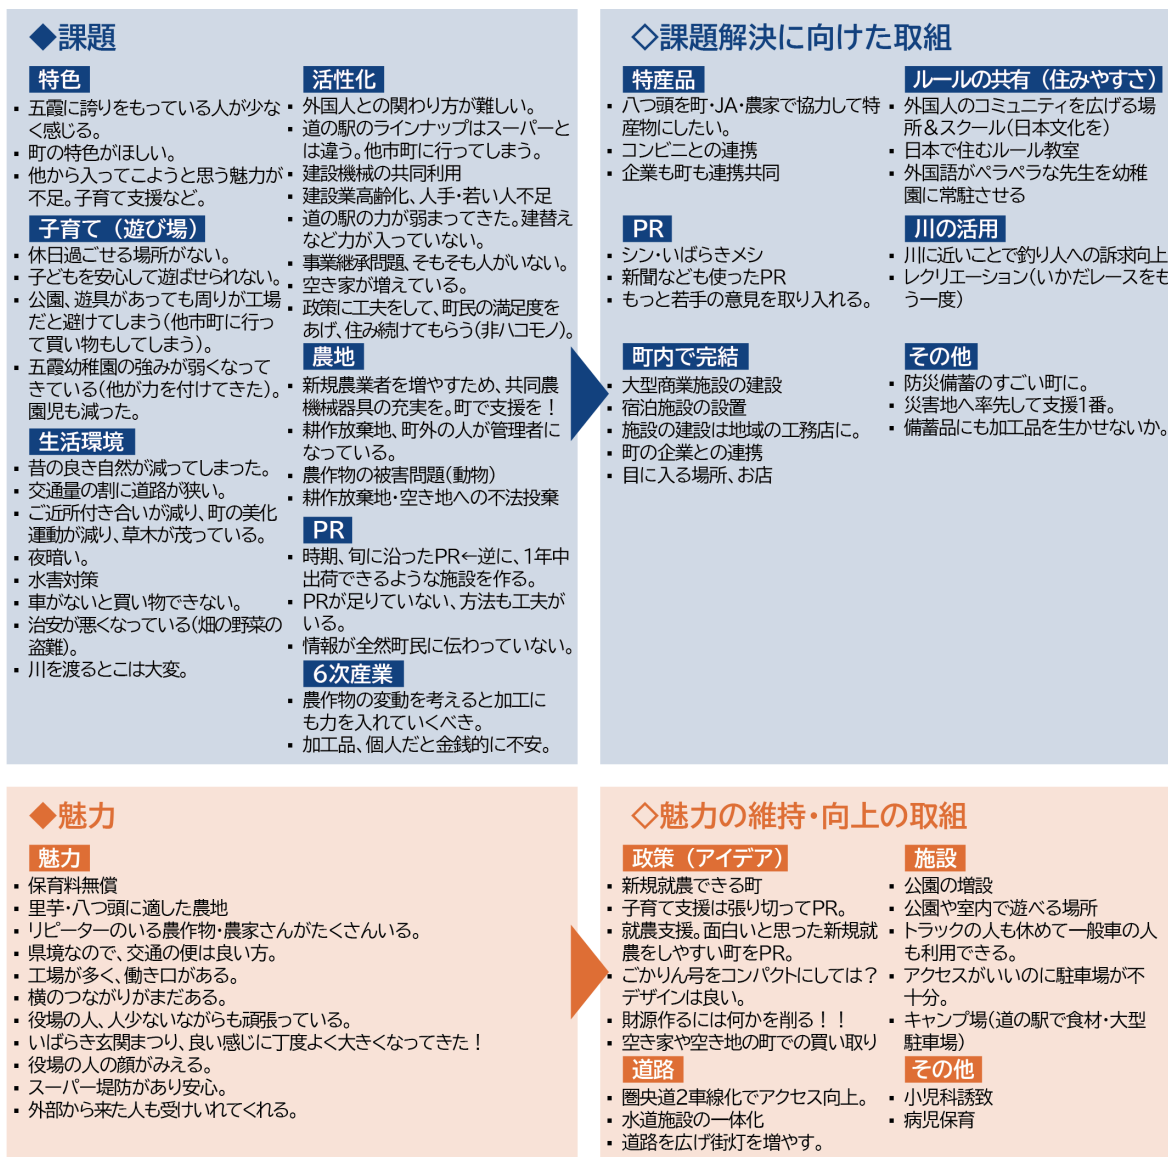 ◆課題
特色
▪ 五霞に誇りをもっている人が少な
く感じる。
▪ 町の特色がほしい。
▪ 他から入ってこようと思う魅力が
不足。子育て支援など。
子育て（遊び場）
▪ 休日過ごせる場所がない。
▪ 子どもを安心して遊ばせられない。
▪ 公園、遊具があっても周りが工場
だと避けてしまう(他市町に行っ
て買い物もしてしまう)。
▪ 五霞幼稚園の強みが弱くなって
きている(他が力を付けてきた)。
園児も減った。
生活環境
▪ 昔の良き自然が減ってしまった。
▪ 交通量の割に道路が狭い。
▪ ご近所付き合いが減り、町の美化
運動が減り、草木が茂っている。
▪ 夜暗い。
▪ 水害対策
▪ 車がないと買い物できない。
▪ 治安が悪くなっている(畑の野菜の
盗難)。
▪ 川を渡るとこは大変。
活性化
▪ 外国人との関わり方が難しい。
▪ 道の駅のラインナップはスーパーと
は違う。他市町に行ってしまう。
▪ 建設機械の共同利用
▪ 建設業高齢化、人手・若い人不足
▪ 道の駅の力が弱まってきた。建替え
など力が入っていない。
▪ 事業継承問題、そもそも人がいない。
▪ 空き家が増えている。
▪ 政策に工夫をして、町民の満足度を
あげ、住み続けてもらう(非ハコモノ)。
農地
▪ 新規農業者を増やすため、共同農
機械器具の充実を。町で支援を！
▪ 耕作放棄地、町外の人が管理者に
なっている。
▪ 農作物の被害問題(動物)
▪ 耕作放棄地・空き地への不法投棄
PR
▪ 時期、旬に沿ったPR←逆に、1年中
出荷できるような施設を作る。
▪ PRが足りていない、方法も工夫が
いる。
▪ 情報が全然町民に伝わっていない。
6次産業
▪ 農作物の変動を考えると加工に
も力を入れていくべき。
▪ 加工品、個人だと金銭的に不安。
◇課題解決に向けた取組
特産品
▪ 八つ頭を町・JA・農家で協力して特
産物にしたい。
▪ コンビニとの連携
▪ 企業も町も連携共同
PR
▪ シン・いばらきメシ
▪ 新聞なども使ったPR
▪ もっと若手の意見を取り入れる。
町内で完結
▪ 大型商業施設の建設
▪ 宿泊施設の設置
▪ 施設の建設は地域の工務店に。
▪ 町の企業との連携
▪ 目に入る場所、お店
ルールの共有（住みやすさ）
▪ 外国人のコミュニティを広げる場
所＆スクール(日本文化を)
▪ 日本で住むルール教室
▪ 外国語がペラペラな先生を幼稚
園に常駐させる
川の活用
▪ 川に近いことで釣り人への訴求向上
▪ レクリエーション(いかだレースをも
う一度)
その他
▪ 防災備蓄のすごい町に。
▪ 災害地へ率先して支援1番。
▪ 備蓄品にも加工品を生かせないか。
◆魅力
魅力
▪ 保育料無償
▪ 里芋・八つ頭に適した農地
▪ リピーターのいる農作物・農家さんがたくさんいる。
▪ 県境なので、交通の便は良い方。
▪ 工場が多く、働き口がある。
▪ 横のつながりがまだある。
▪ 役場の人、人少ないながらも頑張っている。
▪ いばらき玄関まつり、良い感じに丁度よく大きくなってきた！
▪ 役場の人の顔がみえる。
▪ スーパー堤防があり安心。
▪ 外部から来た人も受けいれてくれる。
◇魅力の維持・向上の取組
政策（アイデア）
▪ 新規就農できる町
▪ 子育て支援は張り切ってPR。
▪ 就農支援。面白いと思った新規就
農をしやすい町をPR。
▪ ごかりん号をコンパクトにしては？
デザインは良い。
▪ 財源作るには何かを削る！！
▪ 空き家や空き地の町での買い取り
道路
▪ 圏央道2車線化でアクセス向上。
▪ 水道施設の一体化
▪ 道路を広げ街灯を増やす。
施設
▪ 公園の増設
▪ 公園や室内で遊べる場所
▪ トラックの人も休めて一般車の人
も利用できる。
▪ アクセスがいいのに駐車場が不
十分。
▪ キャンプ場(道の駅で食材・大型
駐車場)
その他
▪ 小児科誘致
▪ 病児保育